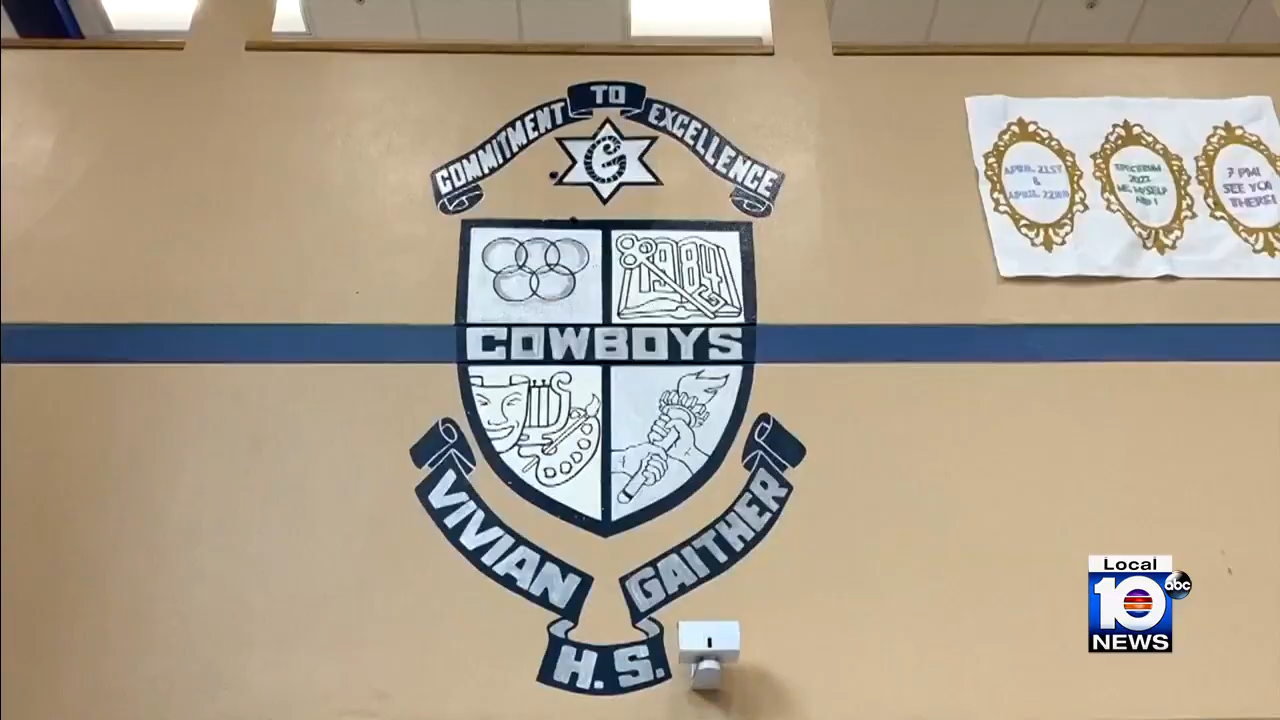 COMMITMENT TO EXCELLENCE
G
1984
COWBOYS
VIVIAN GAITHER
H. S.
APRIL 21ST
&
APRIL 22ND
SPECTRUM
2022
ME, MYSELF
AND I
7 PM!
SEE YOU
THERE!
Local
10 abc
NEWS